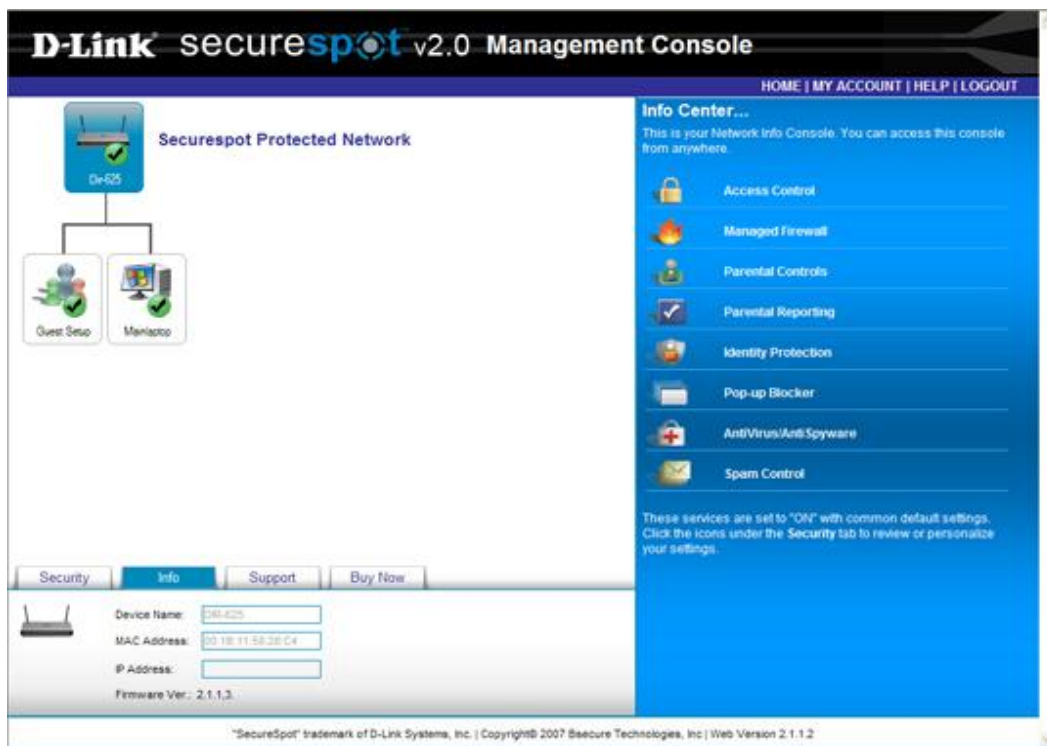 D-Link securespot v2.0 Management Console
HOME | MY ACCOUNT | HELP | LOGOUT
Dir-625
Securespot Protected Network
Guest Setup
Mainlaptop
Info Center...
This is your Network Info Console. You can access this console
from anywhere.
Access Control
Managed Firewall
Parental Controls
Parental Reporting
Identity Protection
Pop-up Blocker
AntiVirus/AntiSpyware
Spam Control
These services are set to "ON" with common default settings.
Click the icons under the Security tab to review or personalize
your settings.
Security
Info
Support
Buy Now
Device Name: DIR-625
MAC Address:
IP Address:
Firmware Ver.: 2.1.1,3.
"SecureSpot" trademark of D-Link Systems, Inc. | Copyright© 2007 Bsecure Technologies, Inc | Web Version 2.1.1.2